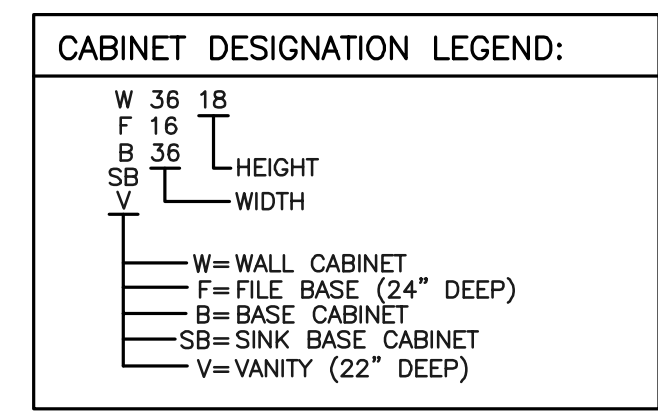 CABINET DESIGNATION LEGEND:
W 36 18
F 16
B 36
HEIGHT
SB
V
WIDTH
W= WALL CABINET
F= FILE BASE (24” DEEP)
B= BASE CABINET
SB= SINK BASE CABINET
V= VANITY (22” DEEP)